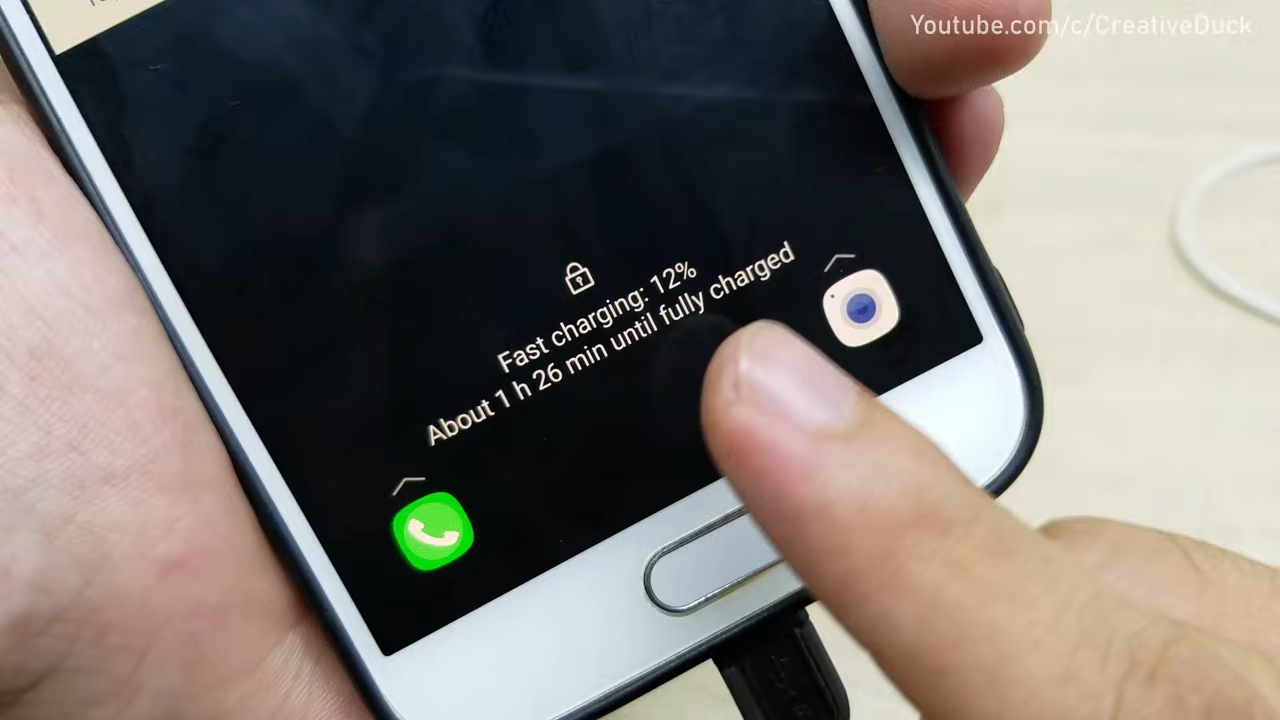 Youtube.com/c/CreativeDuck
Fast charging: 12%
About 1 h 26 min until fully charged